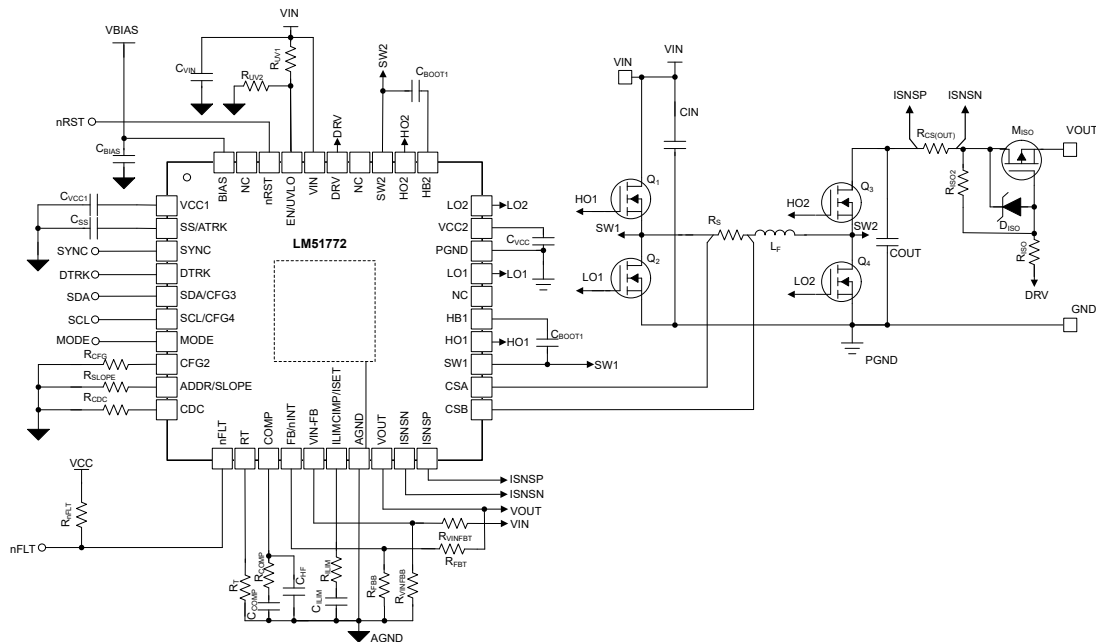 VIN
VBIAS
CVIN
RUV1
RUV2
SW2
CBOOT1
nRST
DRV
HO2
CBIAS
BIAS
NC
nRST
EN/UVLO
VIN
DRV
NC
SW2
HO2
HB2
CVCC1
CSS
SYNC
DTRK
SDA
SCL
MODE
RCFG
RSLOPE
RCDC
VCC1
SS/ATRK
SYNC
DTRK
SDA/CFG3
SCL/CFG4
MODE
CFG2
ADDR/SLOPE
CDC
LM51772
LO2
VCC2
PGND
LO1
NC
HB1
HO1
SW1
CSA
CSB
LO2
CVCC
LO1
CBOOT1
HO1
SW1
nFLT
RT
COMP
FB/nINT
VIN-FB
ILIMCIMP/ISET
AGND
VOUT
ISNSN
ISNSP
VCC
RnFLT
nFLT
ISNSP
ISNSN
VOUT
VIN
RVINFBT
RFBT
RT
RCOMP
CCOMP
CHF
RILIM
CILIM
RFBB
RVINFBB
AGND
VIN
VIN
CIN
Q1
HO1
SW1
Q2
LO1
RS
LF
Q3
HO2
SW2
Q4
LO2
COUT
PGND
ISNSP
ISNSN
RCS(OUT)
MISO
VOUT
RISO2
DISO
RISO
DRV
GND